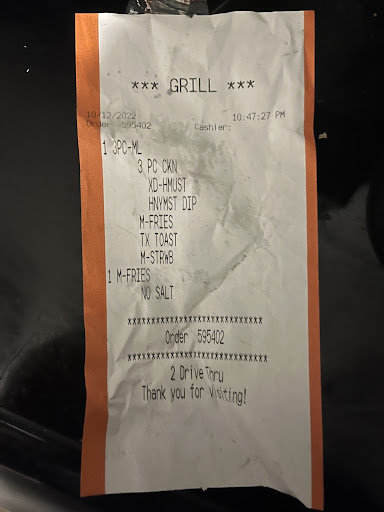 *** GRILL ***
10/12/2022 10:47:27 PM
Order 595402 Cashier:
1 3PC-ML
3 PC CKN
XD-HMUST
HNYMST DIP
M-FRIES
TX TOAST
M-STRWB
1 M-FRIES
NO SALT
*****************************
Order 595402
******************************
2 Drive Thru
Thank you for visiting!